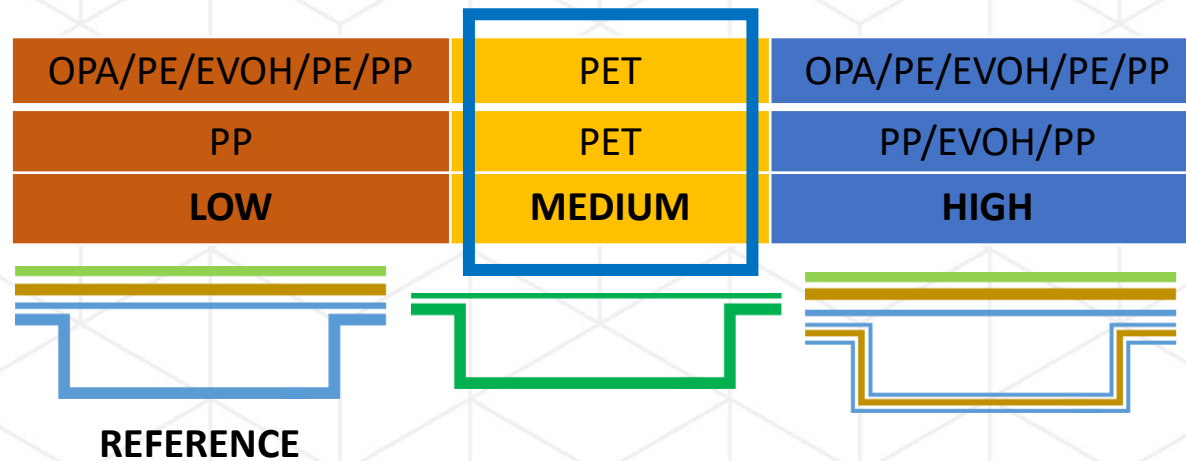 OPA/PE/EVOH/PE/PP PET OPA/PE/EVOH/PE/PP
PP PET PP/EVOH/PP
LOW MEDIUM HIGH
REFERENCE